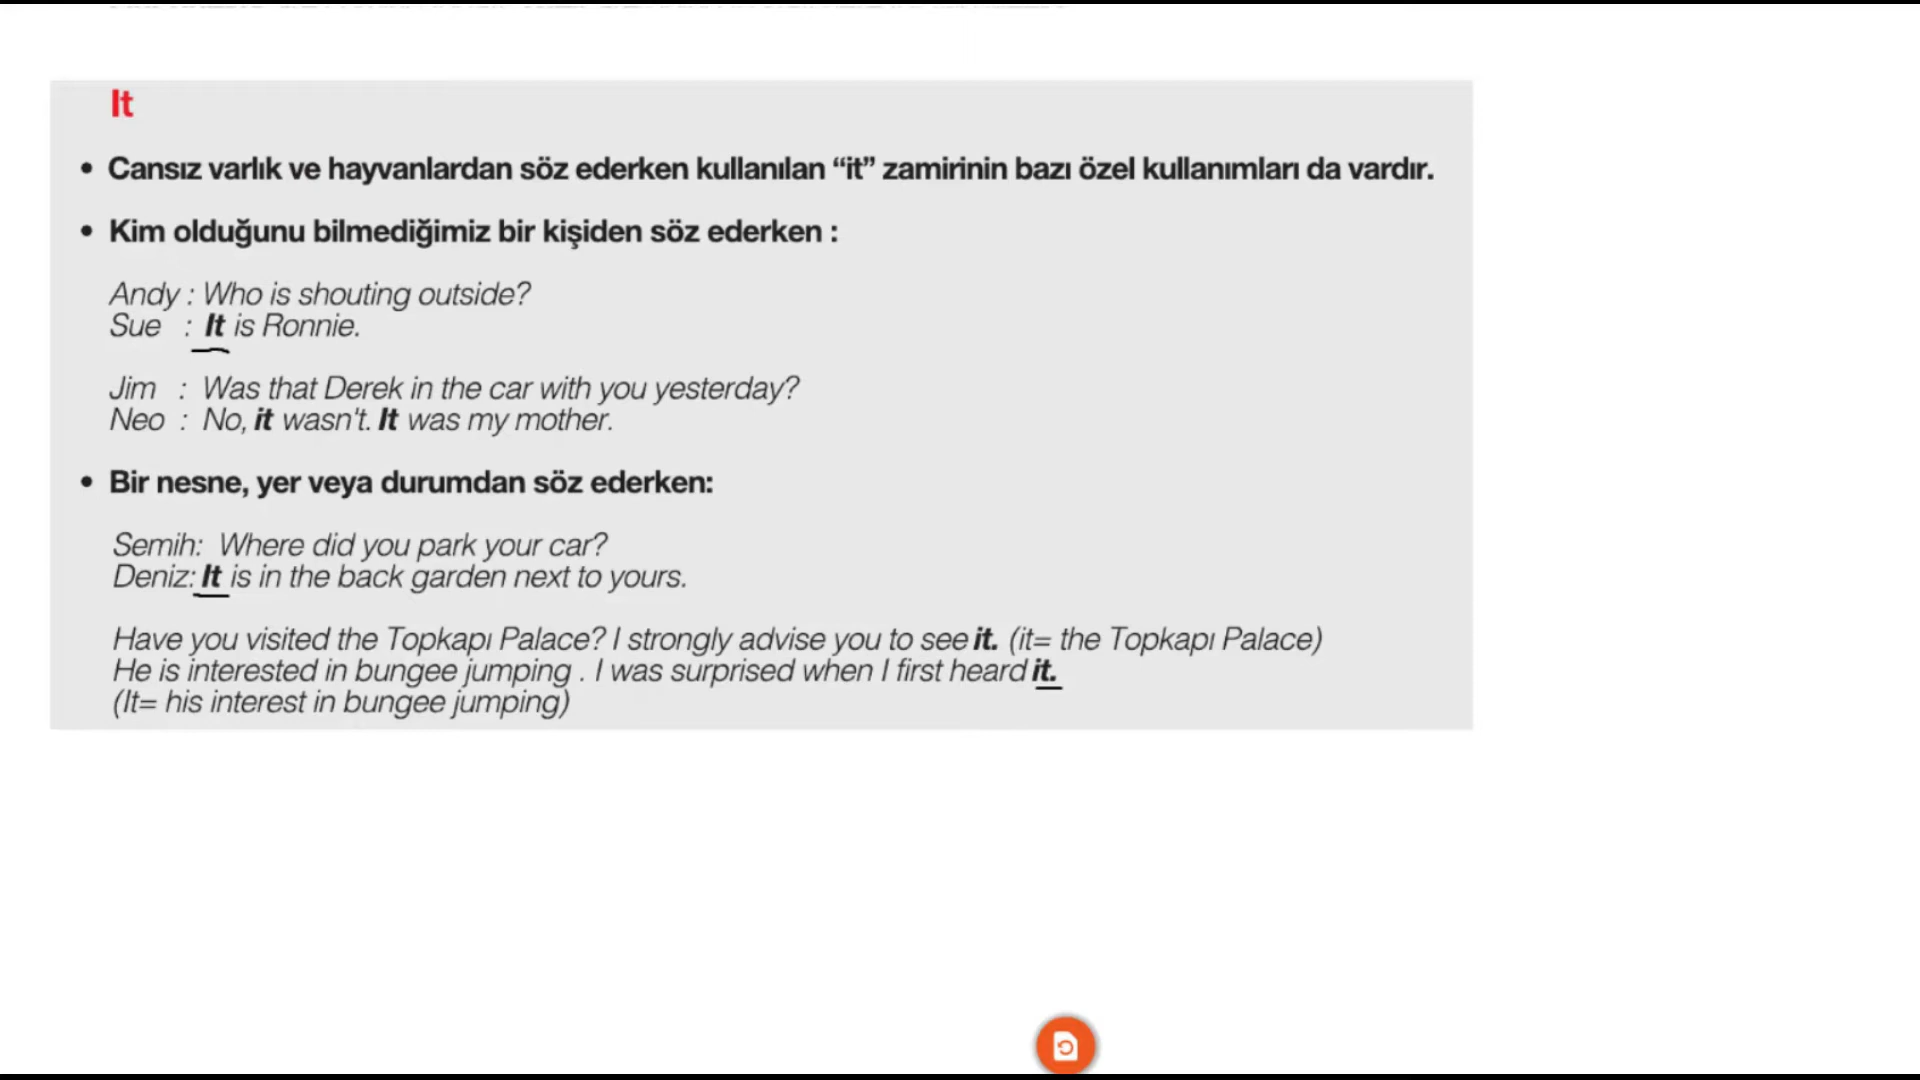 It
• Cansız varlık ve hayvanlardan söz ederken kullanılan “it” zamirinin bazı özel kullanımları da vardır.
• Kim olduğunu bilmediğimiz bir kişiden söz ederken :
Andy : Who is shouting outside?
Sue : It is Ronnie.
Jim : Was that Derek in the car with you yesterday?
Neo : No, it wasn't. It was my mother.
• Bir nesne, yer veya durumdan söz ederken:
Semih: Where did you park your car?
Deniz: It is in the back garden next to yours.
Have you visited the Topkapı Palace? I strongly advise you to see it. (it= the Topkapı Palace)
He is interested in bungee jumping . I was surprised when I first heard it.
(It= his interest in bungee jumping)